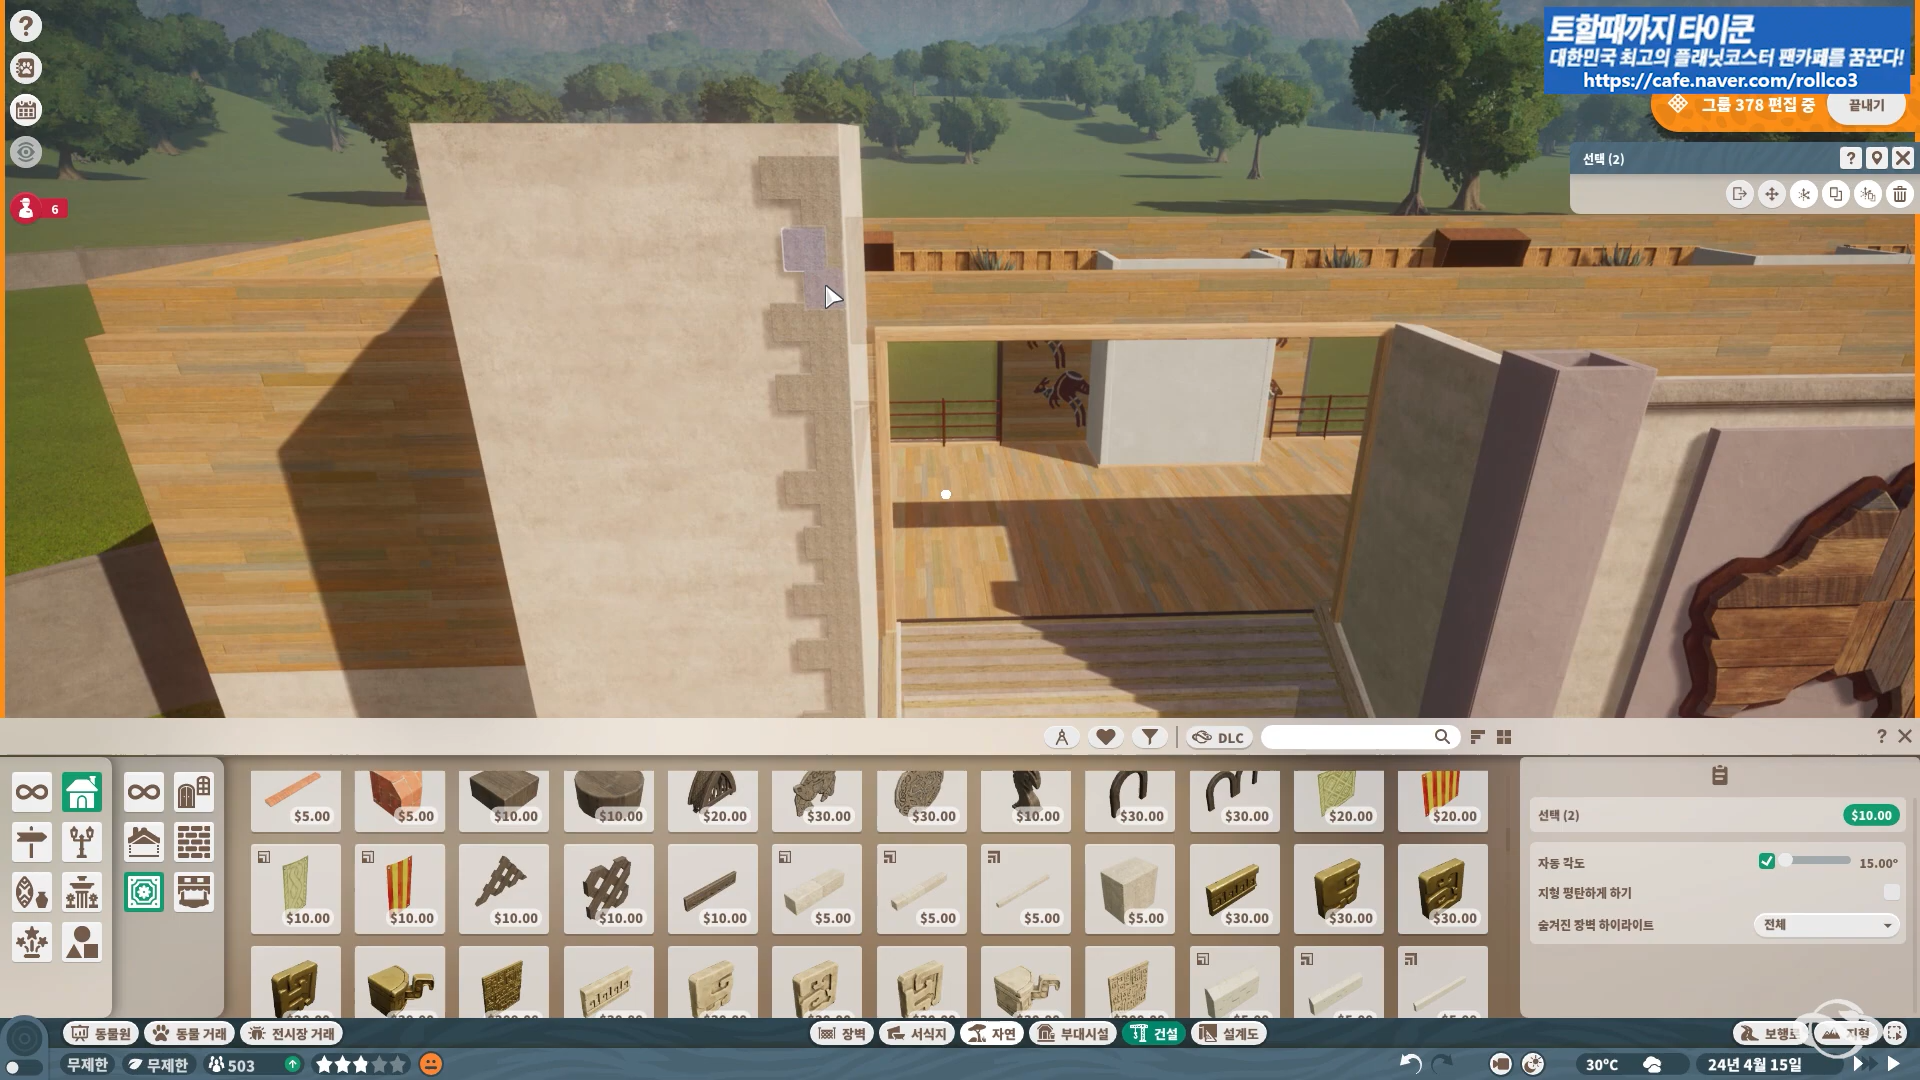 토할때까지 타이쿤
대한민국 최고의 플래닛코스터 팬카페를 꿈꾼다!
https://cafe.naver.com/rollco3
그룹 378 편집 중
끝내기
선택 (2)
6
DLC
$5.00 $5.00 $10.00 $10.00 $20.00 $30.00 $30.00 $10.00 $30.00 $30.00 $20.00 $20.00
$10.00 $10.00 $10.00 $10.00 $10.00 $5.00 $5.00 $5.00 $5.00 $30.00 $30.00 $30.00
선택 (2) $10.00
자동 각도 15.00°
지형 평탄하게 하기
숨겨진 장벽 하이라이트 전체
동물원 동물 거래 전시장 거래 장벽 서식지 자연 부대시설 건설 설계도 보행로 지형
무제한 무제한 503 30°C 24년 4월 15일